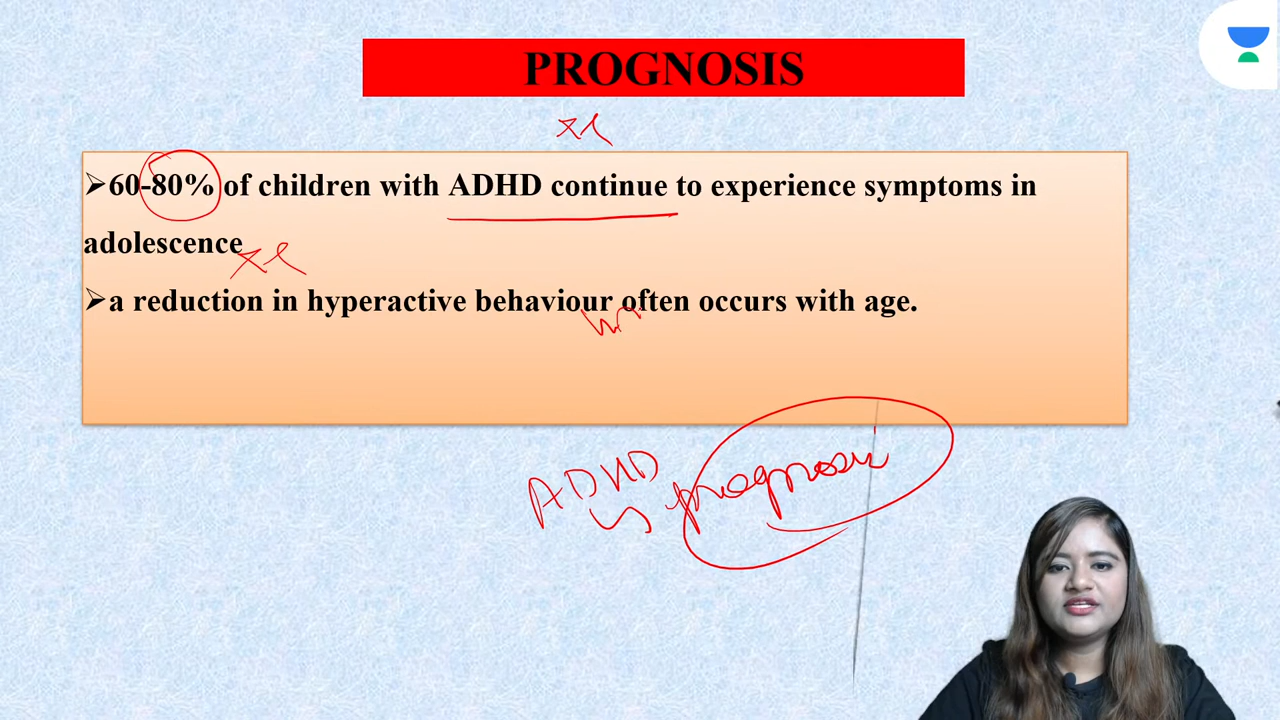 PROGNOSIS
➢60-80% of children with ADHD continue to experience symptoms in
adolescence
➢a reduction in hyperactive behaviour often occurs with age.
ADHD
prognosis